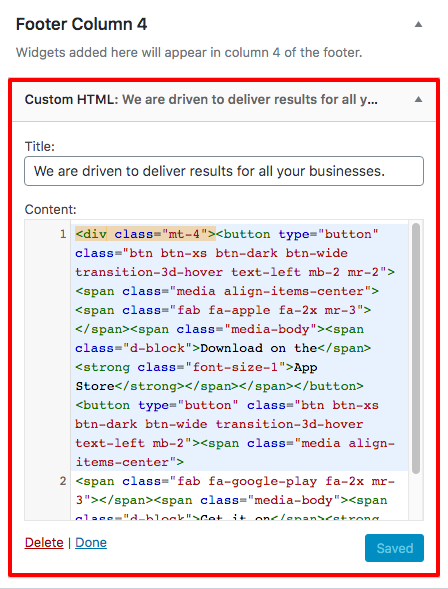 Footer Column 4
Widgets added here will appear in column 4 of the footer.
Custom HTML: We are driven to deliver results for all y...
Title:
We are driven to deliver results for all your businesses.
Content:
1 <div class="mt-4"><button type="button"
class="btn btn-xs btn-dark btn-wide
transition-3d-hover text-left mb-2 mr-2">
<span class="media align-items-center">
<span class="fab fa-apple fa-2x mr-3">
</span><span class="media-body"><span
class="d-block">Download on the</span>
<strong class="font-size-1">App
Store</strong></span></span></button>
<button type="button" class="btn btn-xs
btn-dark btn-wide transition-3d-hover
text-left mb-2"><span class="media align-
items-center">
2 <span class="fab fa-google-play fa-2x mr-
3"></span><span class="media-body"><span
class="d-block">Get it on</span><strong
Delete | Done
Saved